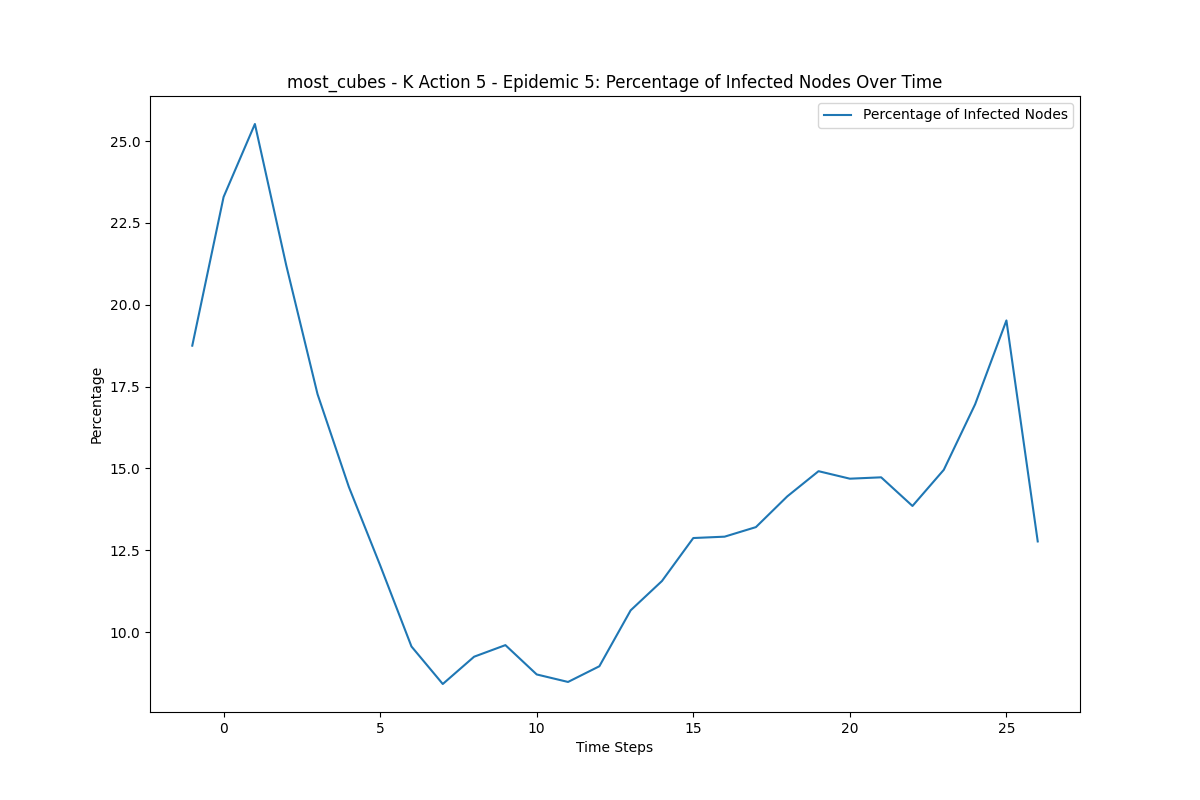 most_cubes - K Action 5 - Epidemic 5: Percentage of Infected Nodes Over Time
Percentage of Infected Nodes
25.0
22.5
20.0
17.5
15.0
12.5
10.0
Percentage
0 5 10 15 20 25
Time Steps